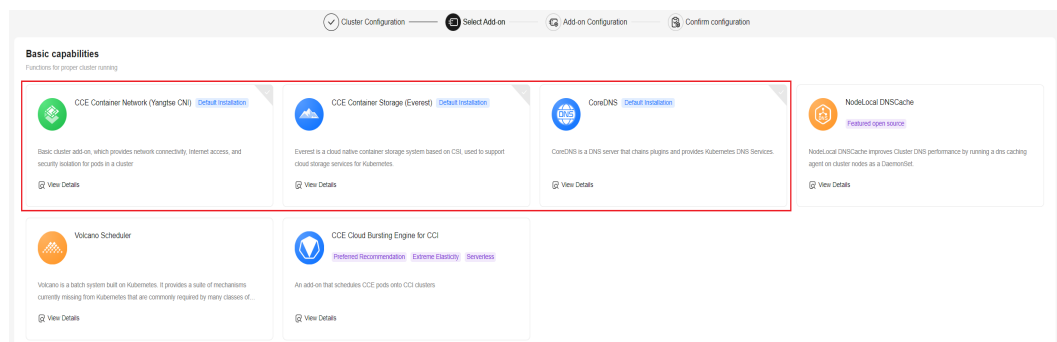 Cluster Configuration
Select Add-on
Add-on Configuration
Confirm configuration
Basic capabilities
Functions for proper cluster running
CCE Container Network (Yangtse CNI) Default Installation
Basic cluster add-on, which provides network connectivity, Internet access, and
security isolation for pods in a cluster
View Details
CCE Container Storage (Everest) Default Installation
Everest is a cloud native container storage system based on CSI, used to support
cloud storage services for Kubernetes.
View Details
CoreDNS Default Installation
DNS
CoreDNS is a DNS server that chains plugins and provides Kubernetes DNS Services.
View Details
NodeLocal DNSCache
Featured open source
NodeLocal DNSCache improves Cluster DNS performance by running a dns caching
agent on cluster nodes as a DaemonSet.
View Details
Volcano Scheduler
Volcano is a batch system built on Kubernetes. It provides a suite of mechanisms
currently missing from Kubernetes that are commonly required by many classes of...
View Details
CCE Cloud Bursting Engine for CCI
Preferred Recommendation Extreme Elasticity Serverless
An add-on that schedules CCE pods onto CCI clusters
View Details